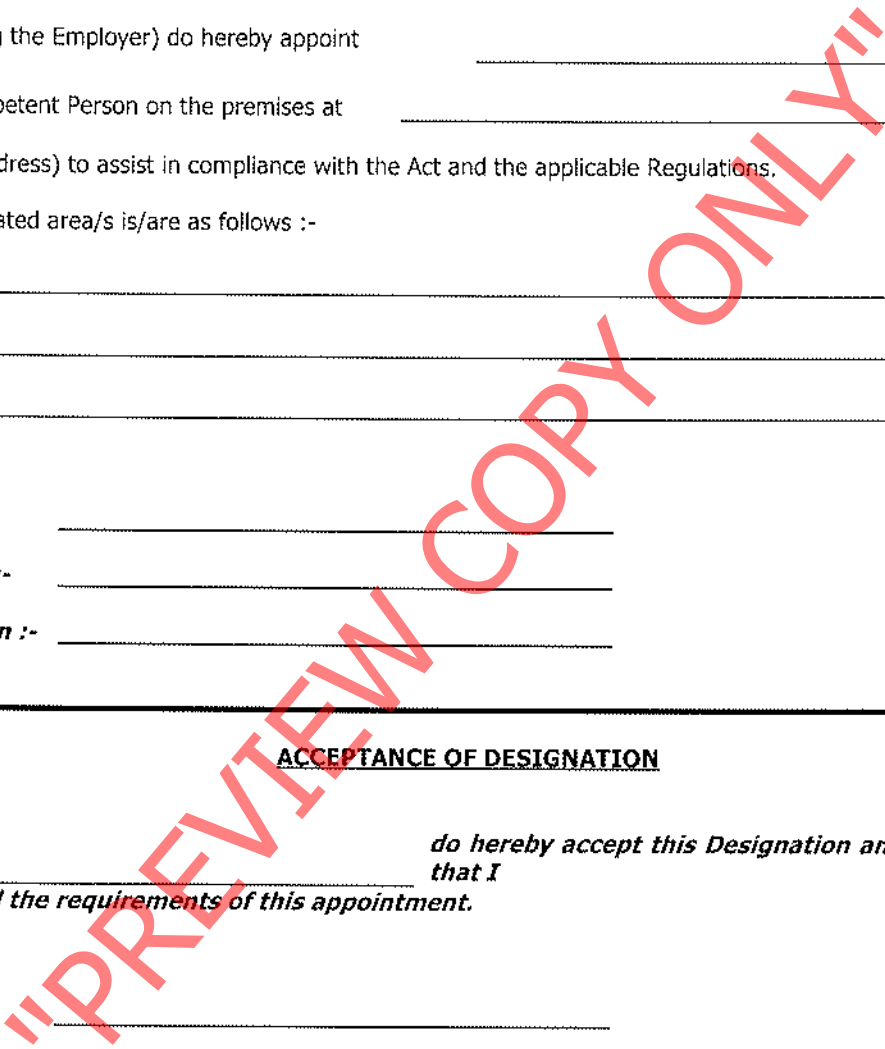 the Employer) do hereby appoint
petent Person on the premises at
dress) to assist in compliance with the Act and the applicable Regulations.
ated area/s is/are as follows :-
:-
n :-
ACCEPTANCE OF DESIGNATION
do hereby accept this Designation an
that I
the requirements of this appointment.
"PREVIEW COPY ONLY"